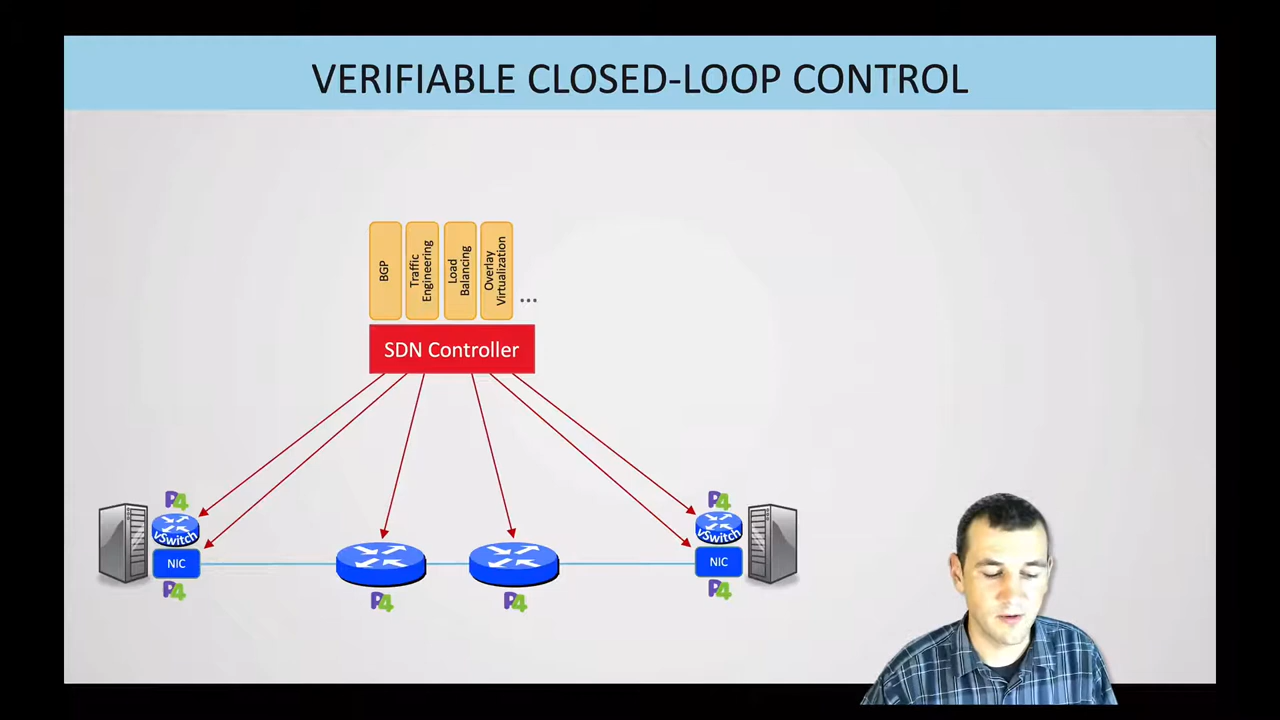 VERIFIABLE CLOSED-LOOP CONTROL
BGP
Traffic
Engineering
Load
Balancing
Overlay
Virtualization
...
SDN Controller
P4
vSwitch
NIC
P4
P4
P4
P4
vSwitch
NIC
P4